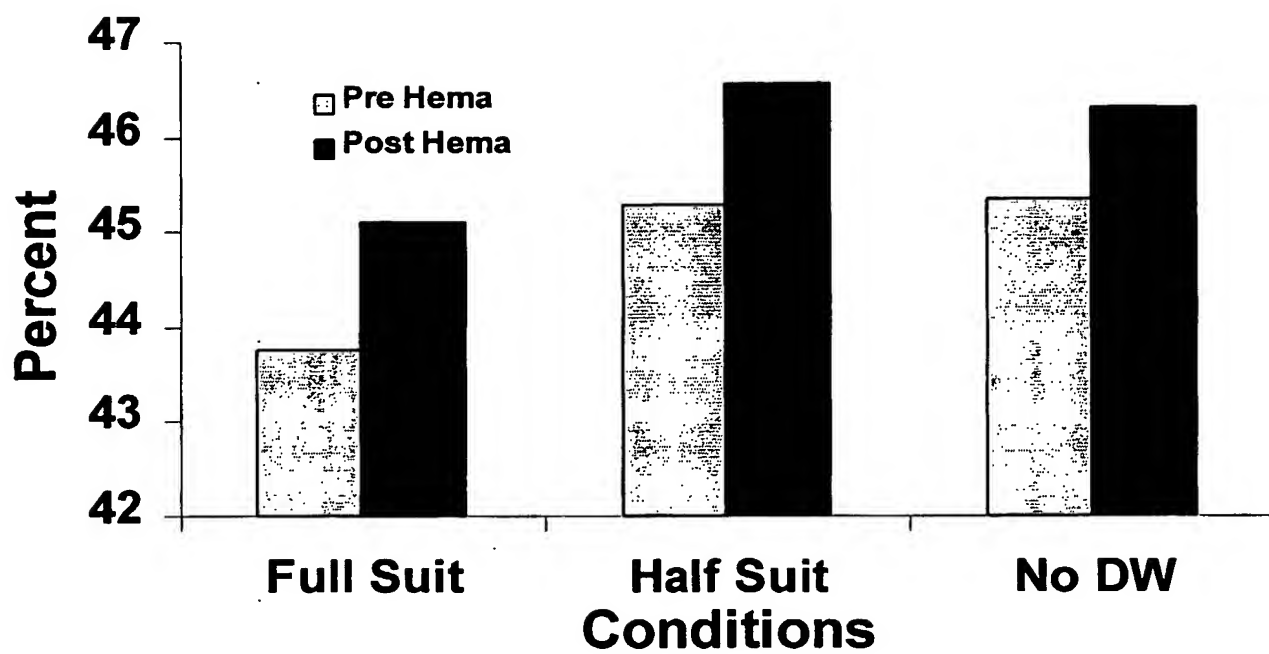 47
46
45
44
43
42
Percent
Pre Hema
Post Hema
Full Suit Half Suit No DW
Conditions